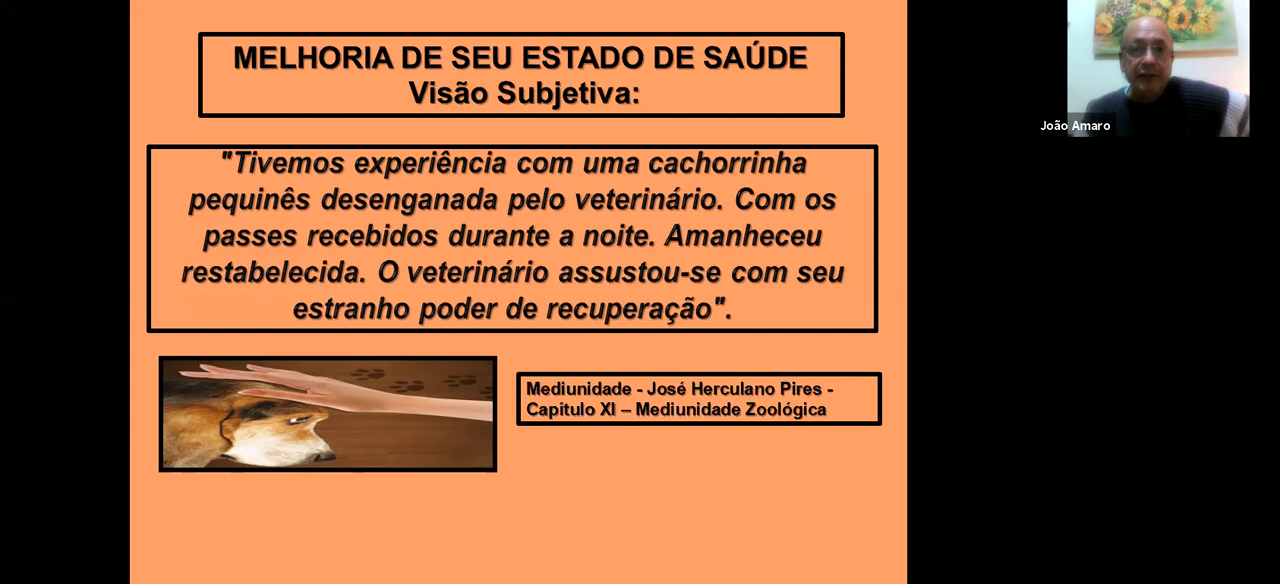 MELHORIA DE SEU ESTADO DE SAÚDE
Visão Subjetiva:
"Tivemos experiência com uma cachorrinha
pequinês desenganada pelo veterinário. Com os
passes recebidos durante a noite. Amanheceu
restabelecida. O veterinário assustou-se com seu
estranho poder de recuperação".
Mediunidade - José Herculano Pires -
Capítulo XI – Mediunidade Zoológica
João Amaro